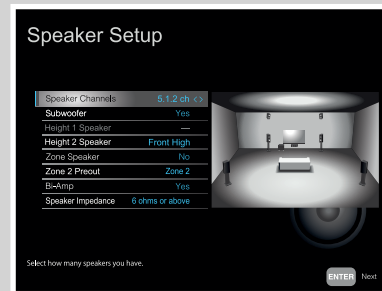 Speaker Setup
Speaker Channels 5.1.2 ch < >
Subwoofer Yes
Height 1 Speaker —
Height 2 Speaker Front High
Zone Speaker No
Zone 2 Preout Zone 2
Bi-Amp Yes
Speaker Impedance 6 ohms or above
Select how many speakers you have.
ENTER Next